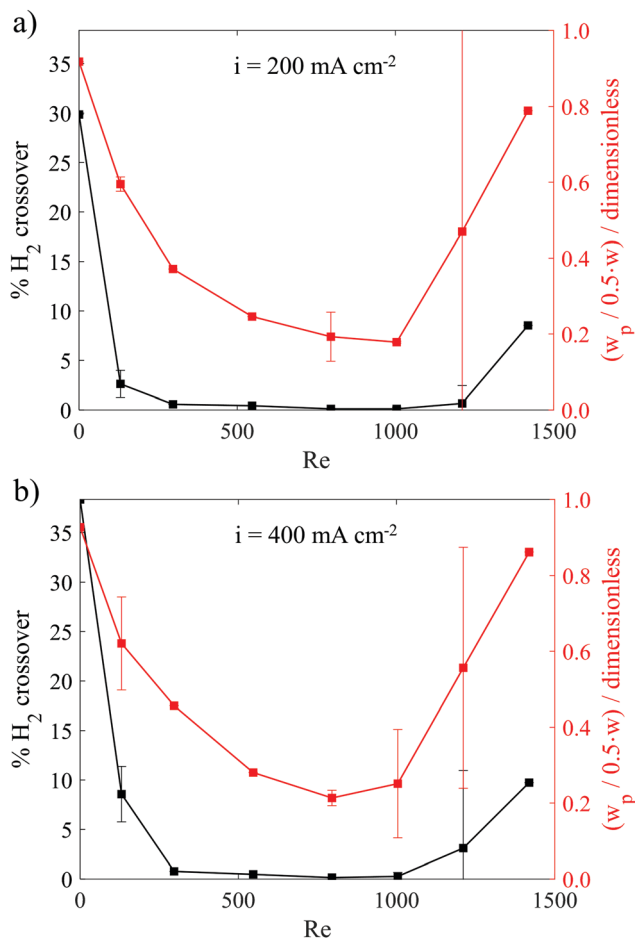 a)
i = 200 mA cm⁻²
35
30
25
20
15
10
5
0
% H₂ crossover
1.0
0.8
0.6
0.4
0.2
0.0
(wₚ / 0.5·w) / dimensionless
0 500 1000 1500
Re
b)
i = 400 mA cm⁻²
35
30
25
20
15
10
5
0
% H₂ crossover
1.0
0.8
0.6
0.4
0.2
0.0
(wₚ / 0.5·w) / dimensionless
0 500 1000 1500
Re